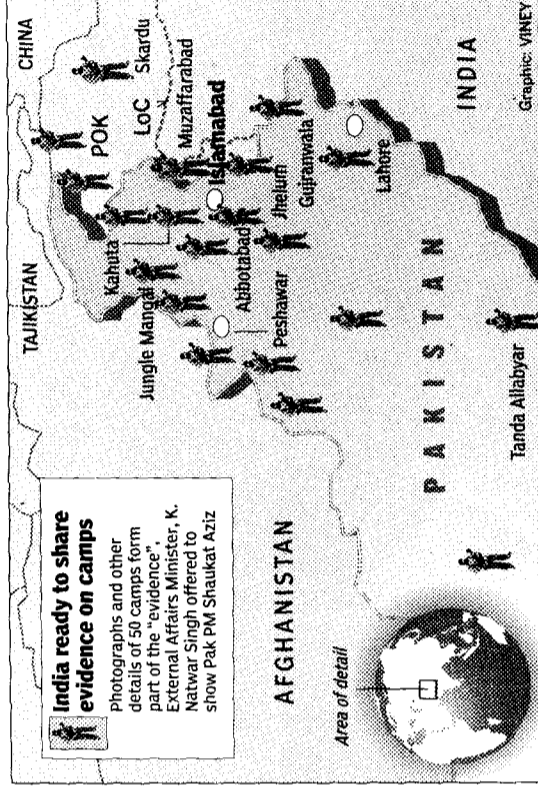 India ready to share
evidence on camps
Photographs and other
details of 50 camps form
part of the "evidence",
External Affairs Minister, K.
Natwar Singh offered to
show Pak PM Shaukat Aziz
TAJIKISTAN
CHINA
Skardu
POK
LoC
Muzaffarabad
Islamabad
Kahuta
Jungle Mangal
Abbotabad
Jhelum
Gujranwala
Peshawar
Lahore
AFGHANISTAN
PAKISTAN
INDIA
Tanda Allabyar
Area of detail
Graphic: VINEY